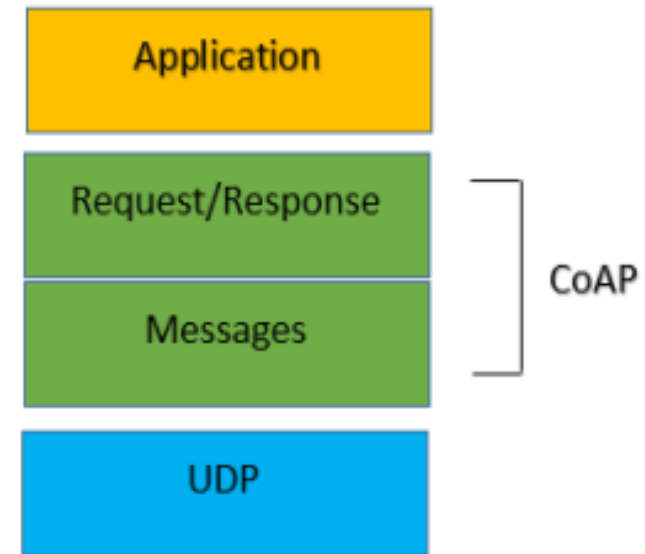 Application
Request/Response
CoAP
Messages
UDP